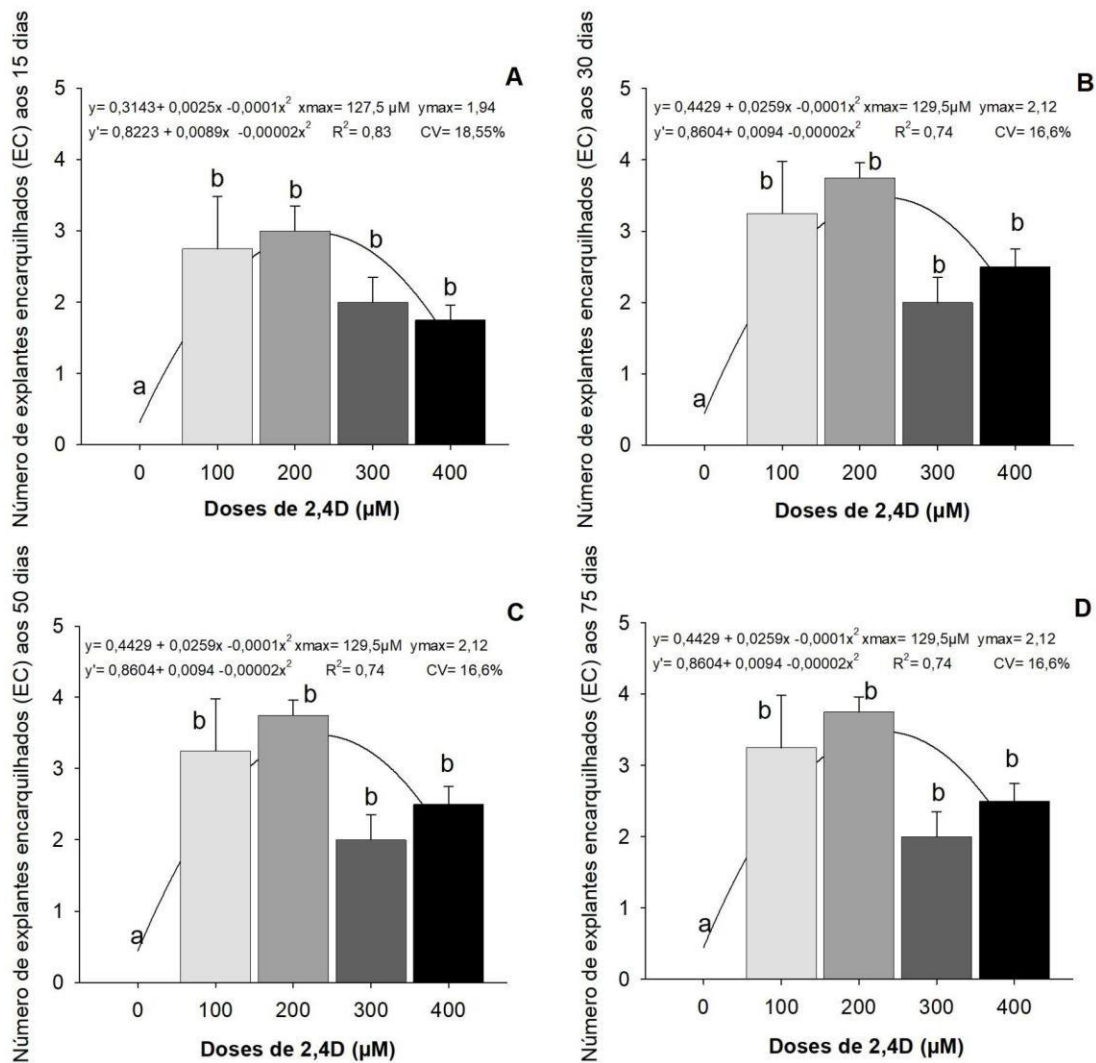 A
Número de explantes encarquilhados (EC) aos 15 dias
y= 0,3143+ 0,0025x -0,0001x² xmax= 127,5 µM ymax= 1,94
y'= 0,8223 + 0,0089x -0,00002x² R²= 0,83 CV= 18,55%
5
4
3
2
1
0
a
b
b
b
b
0 100 200 300 400
Doses de 2,4D (µM)
B
Número de explantes encarquilhados (EC) aos 30 dias
y= 0,4429 + 0,0259x -0,0001x² xmax= 129,5µM ymax= 2,12
y'= 0,8604+ 0,0094 -0,00002x² R²= 0,74 CV= 16,6%
5
4
3
2
1
0
a
b
b
b
b
0 100 200 300 400
Doses de 2,4D (µM)
C
Número de explantes encarquilhados (EC) aos 50 dias
y= 0,4429 + 0,0259x -0,0001x² xmax= 129,5µM ymax= 2,12
y'= 0,8604+ 0,0094 -0,00002x² R²= 0,74 CV= 16,6%
5
4
3
2
1
0
a
b
b
b
b
0 100 200 300 400
Doses de 2,4D (µM)
D
Número de explantes encarquilhados (EC) aos 75 dias
y= 0,4429 + 0,0259x -0,0001x² xmax= 129,5µM ymax= 2,12
y'= 0,8604+ 0,0094 -0,00002x² R²= 0,74 CV= 16,6%
5
4
3
2
1
0
a
b
b
b
b
0 100 200 300 400
Doses de 2,4D (µM)